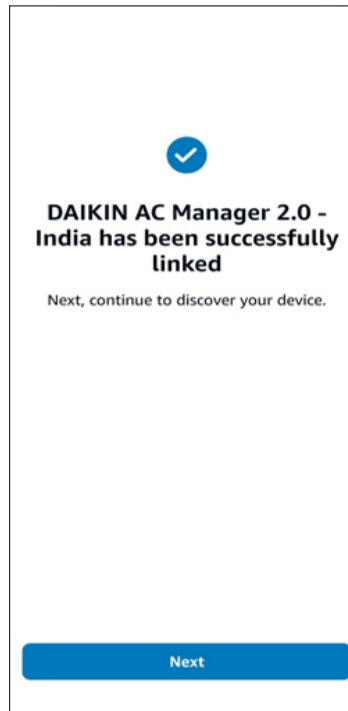 DAIKIN AC Manager 2.0 -
India has been successfully
linked
Next, continue to discover your device.
Next